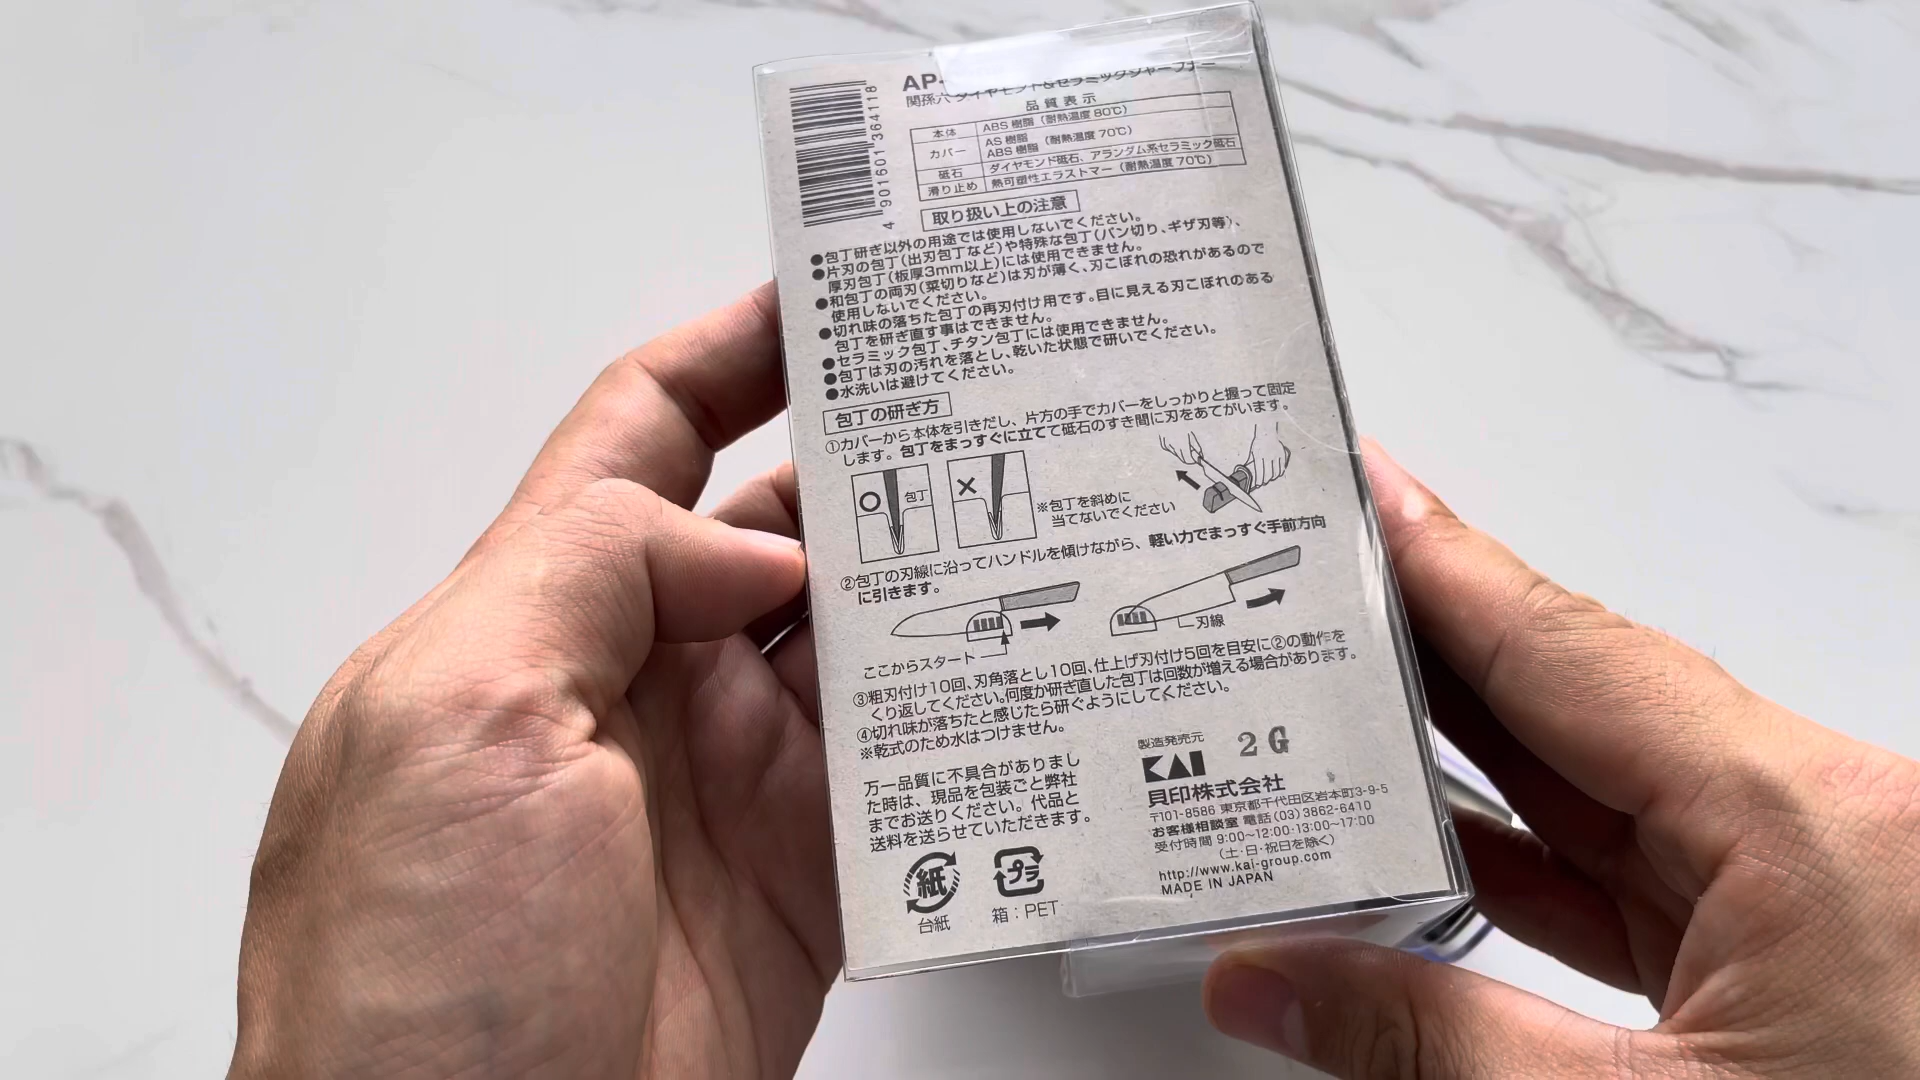 AP-
関孫六 ダイヤモンド&セラミックシャープナー
品質表示
本体 ABS 樹脂（耐熱温度 80℃）
カバー AS 樹脂（耐熱温度 70℃）
ABS 樹脂
砥石 ダイヤモンド砥石、アランダム系セラミック砥石
滑り止め 熱可塑性エラストマー（耐熱温度 70℃）
4 901601 364118
取り扱い上の注意
●包丁研ぎ以外の用途では使用しないでください。
●片刃の包丁(出刃包丁など)や特殊な包丁(パン切り、ギザ刃等)、
厚刃包丁(板厚3mm以上)には使用できません。
●和包丁の両刃(菜切りなど)は刃が薄く、刃こぼれの恐れがあるので
使用しないでください。
●切れ味の落ちた包丁の再刃付け用です。目に見える刃こぼれのある
包丁を研ぎ直す事はできません。
●セラミック包丁、チタン包丁には使用できません。
●包丁は刃の汚れを落とし、乾いた状態で研いでください。
●水洗いは避けてください。
包丁の研ぎ方
①カバーから本体を引きだし、片方の手でカバーをしっかりと握って固定
します。包丁をまっすぐに立てて砥石のすき間に刃をあてがいます。
包丁
※包丁を斜めに
当てないでください
②包丁の刃線に沿ってハンドルを傾けながら、軽い力でまっすぐ手前方向
に引きます。
刃線
ここからスタート
③粗刃付け10回、刃角落とし10回、仕上げ刃付け5回を目安に②の動作を
くり返してください。何度か研ぎ直した包丁は回数が増える場合があります。
④切れ味が落ちたと感じたら研ぐようにしてください。
※乾式のため水はつけません。
万一品質に不具合がありまし
た時は、現品を包装ごと弊社
までお送りください。代品と
送料を送らせていただきます。
紙
台紙
プラ
箱：PET
製造発売元
2G
KAI
貝印株式会社
〒101-8586 東京都千代田区岩本町3-9-5
お客様相談室 電話(03)3862-6410
受付時間 9:00~12:00・13:00~17:00
(土・日・祝日を除く)
http://www.kai-group.com
MADE IN JAPAN